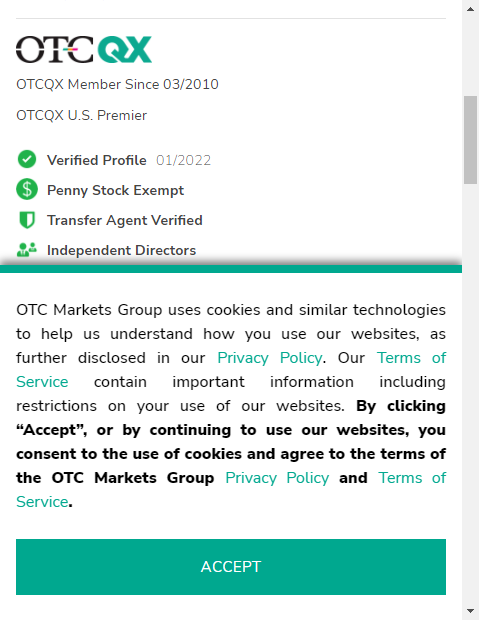 OTCQX
OTCQX Member Since 03/2010
OTCQX U.S. Premier
Verified Profile 01/2022
$ Penny Stock Exempt
Transfer Agent Verified
Independent Directors
OTC Markets Group uses cookies and similar technologies
to help us understand how you use our websites, as
further disclosed in our Privacy Policy. Our Terms of
Service contain important information including
restrictions on your use of our websites. By clicking
“Accept”, or by continuing to use our websites, you
consent to the use of cookies and agree to the terms of
the OTC Markets Group Privacy Policy and Terms of
Service.
ACCEPT